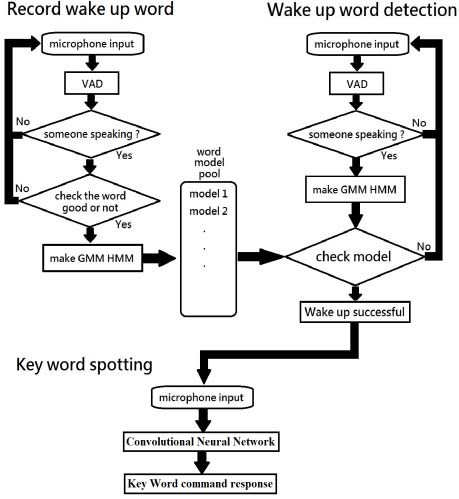 Record wake up word
microphone input
VAD
someone speaking ?
No
Yes
check the word
good or not
No
Yes
make GMM HMM
word
model
pool
model 1
model 2
.
.
.
Wake up word detection
microphone input
VAD
someone speaking ?
No
Yes
make GMM HMM
check model
No
Wake up successful
Key word spotting
microphone input
Convolutional Neural Network
Key Word command response